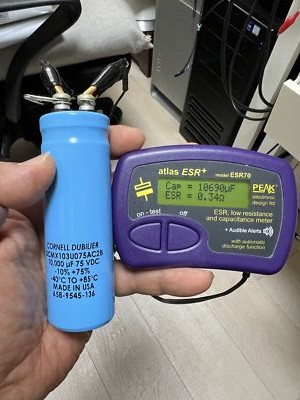 CORNELL DUBILIER
DCMX103U075AC2B
10,000 µF 75 VDC
-10% +75%
-40°C TO +85°C
MADE IN USA
658-9545-136
atlas ESR+
model ESR70
Cap = 10690µF
ESR = 0.34Ω
PEAK
electronic
design ltd
on - test
off
ESR, low resistance
and capacitance meter
+ Audible Alerts
with automatic
discharge function